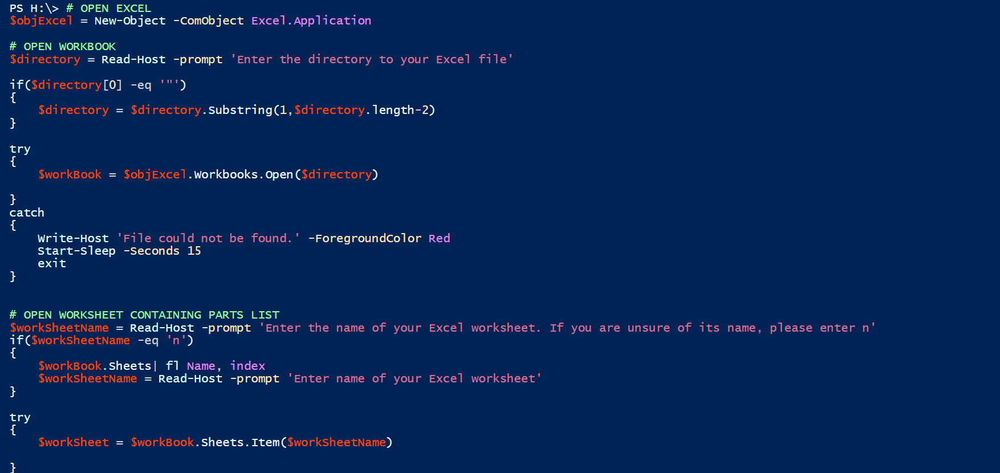 PS H:\> # OPEN EXCEL
$objExcel = New-Object -ComObject Excel.Application
# OPEN WORKBOOK
$directory = Read-Host -prompt 'Enter the directory to your Excel file'
if($directory[0] -eq '"')
{
    $directory = $directory.Substring(1,$directory.length-2)
}
try
{
    $workBook = $objExcel.Workbooks.Open($directory)
}
catch
{
    Write-Host 'File could not be found.' -ForegroundColor Red
    Start-Sleep -Seconds 15
    exit
}
# OPEN WORKSHEET CONTAINING PARTS LIST
$workSheetName = Read-Host -prompt 'Enter the name of your Excel worksheet. If you are unsure of its name, please enter n'
if($workSheetName -eq 'n')
{
    $workBook.Sheets| fl Name, index
    $workSheetName = Read-Host -prompt 'Enter name of your Excel worksheet'
}
try
{
    $workSheet = $workBook.Sheets.Item($workSheetName)
}